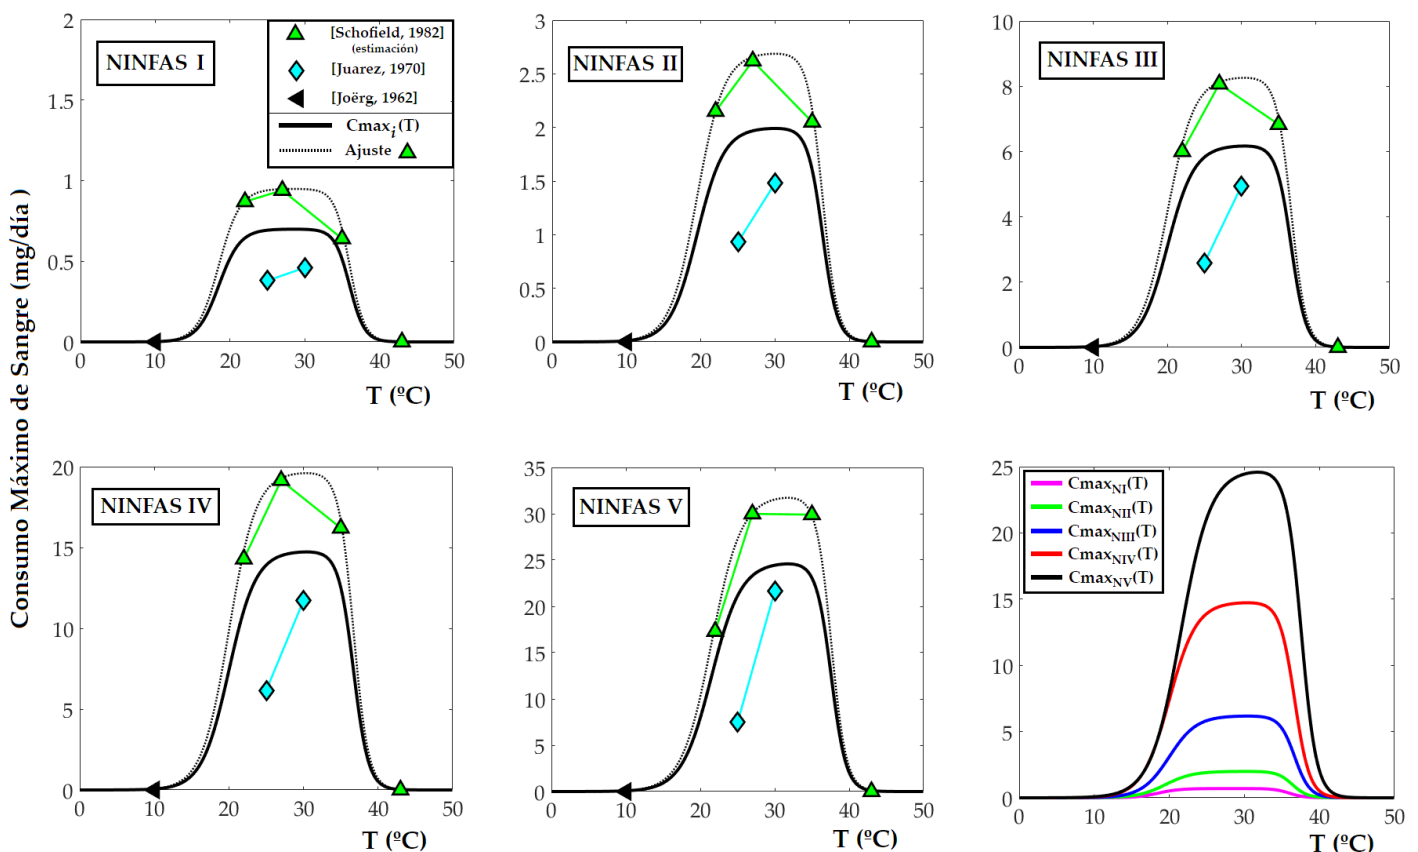 Consumo Máximo de Sangre (mg/día )
NINFAS I
[Schofield, 1982]
(estimación)
[Juarez, 1970]
[Joërg, 1962]
Cmaxi(T)
Ajuste
2
1.5
1
0.5
0
0 10 20 30 40 50
T (ºC)
NINFAS II
3
2.5
2
1.5
1
0.5
0
0 10 20 30 40 50
T (ºC)
NINFAS III
10
8
6
4
2
0
0 10 20 30 40 50
T (ºC)
NINFAS IV
20
15
10
5
0
0 10 20 30 40 50
T (ºC)
NINFAS V
35
30
25
20
15
10
5
0
0 10 20 30 40 50
T (ºC)
CmaxNI(T)
CmaxNII(T)
CmaxNIII(T)
CmaxNIV(T)
CmaxNV(T)
25
20
15
10
5
0
0 10 20 30 40 50
T (ºC)